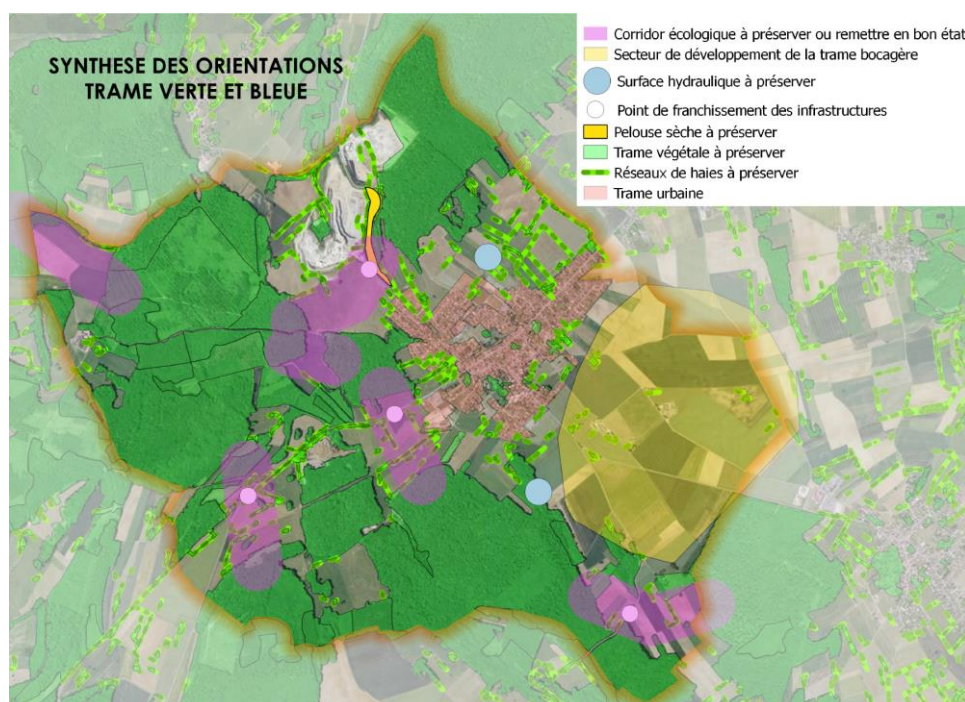 SYNTHESE DES ORIENTATIONS
TRAME VERTE ET BLEUE
Corridor écologique à préserver ou remettre en bon état
Secteur de développement de la trame bocagère
Surface hydraulique à préserver
Point de franchissement des infrastructures
Pelouse sèche à préserver
Trame végétale à préserver
Réseaux de haies à préserver
Trame urbaine